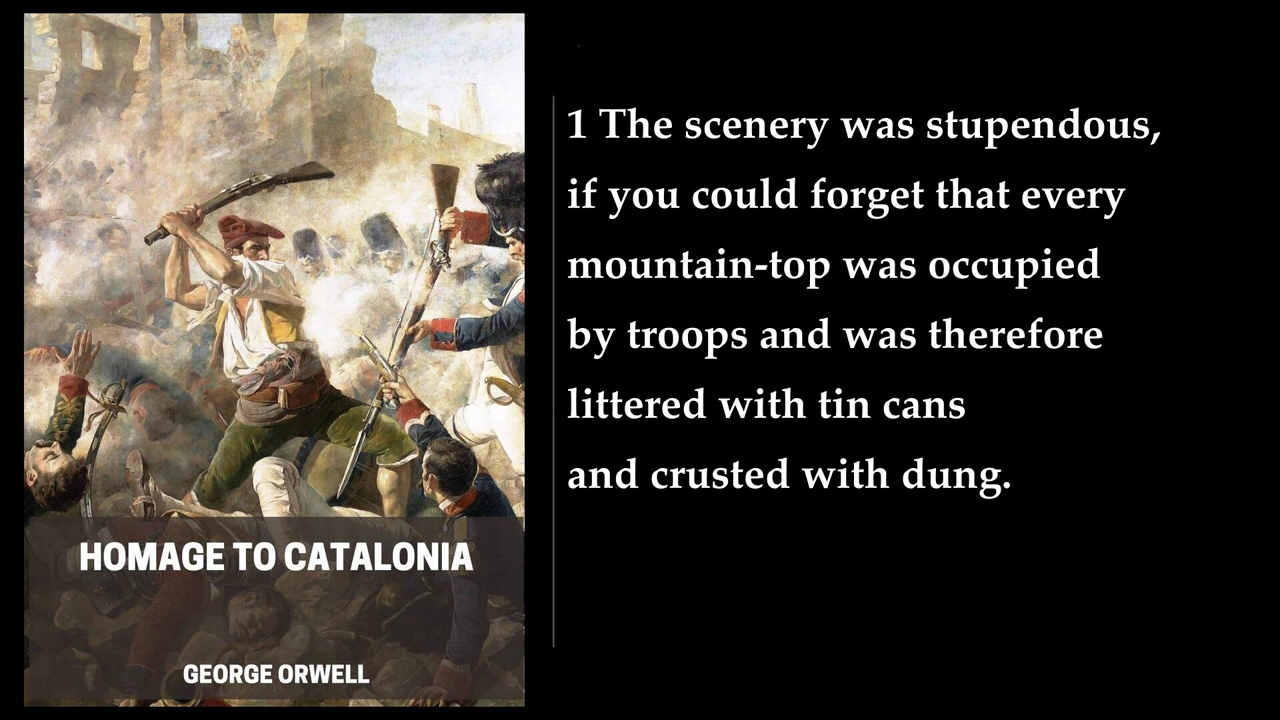 HOMAGE TO CATALONIA
GEORGE ORWELL
1 The scenery was stupendous,
if you could forget that every
mountain-top was occupied
by troops and was therefore
littered with tin cans
and crusted with dung.